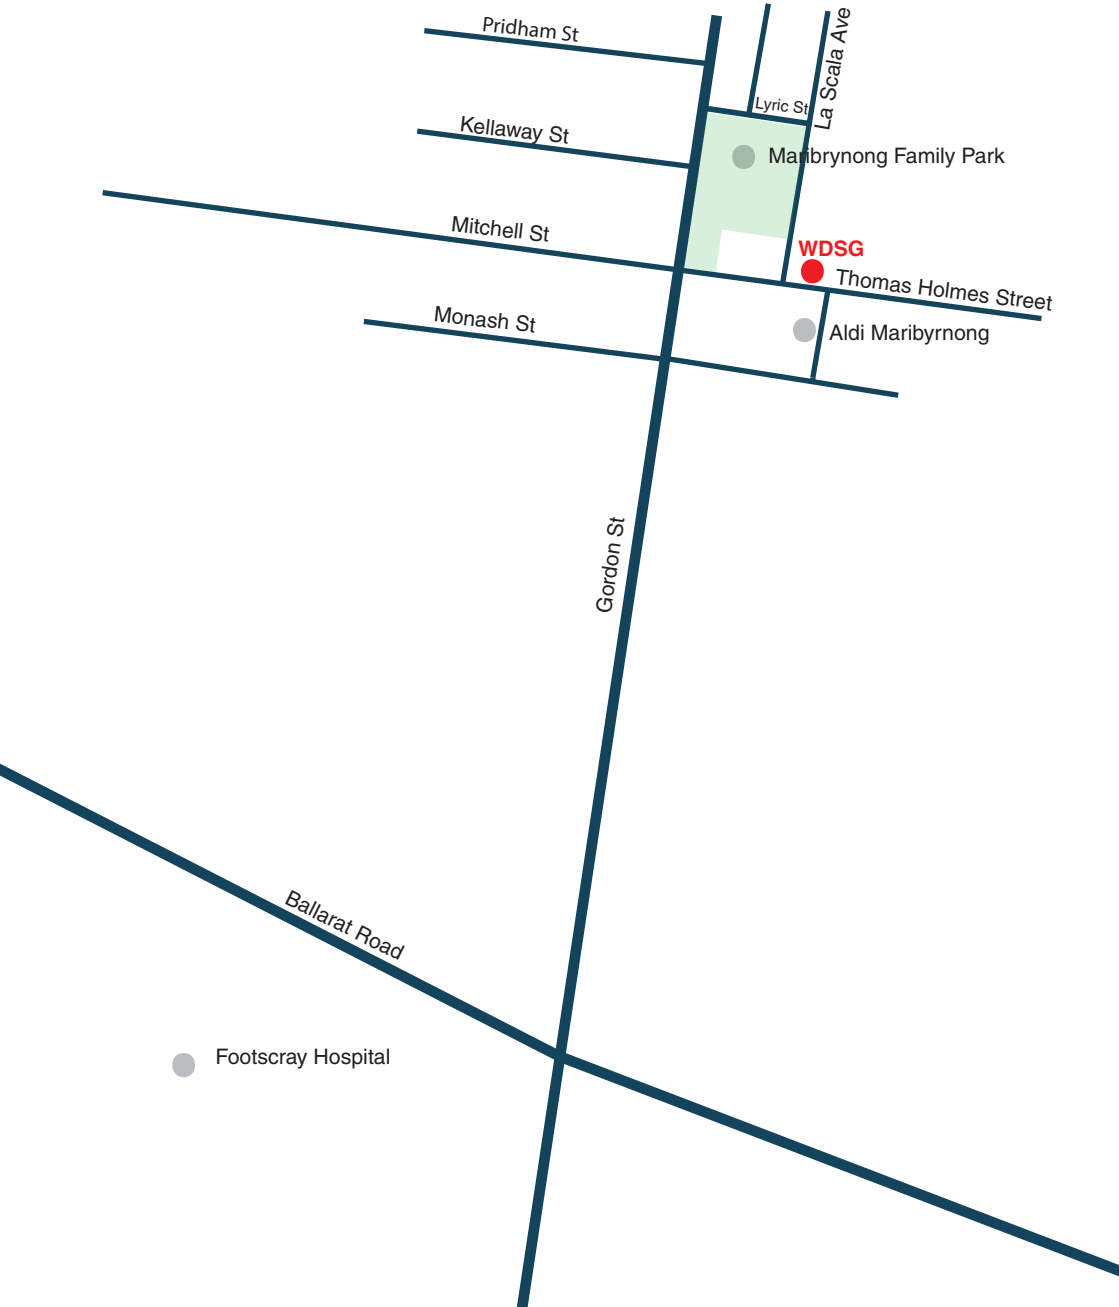 Pridham St
La Scala Ave
Lyric St
Kellaway St
Maribrynong Family Park
Mitchell St
WDSG
Thomas Holmes Street
Monash St
Aldi Maribyrnong
Gordon St
Ballarat Road
Footscray Hospital